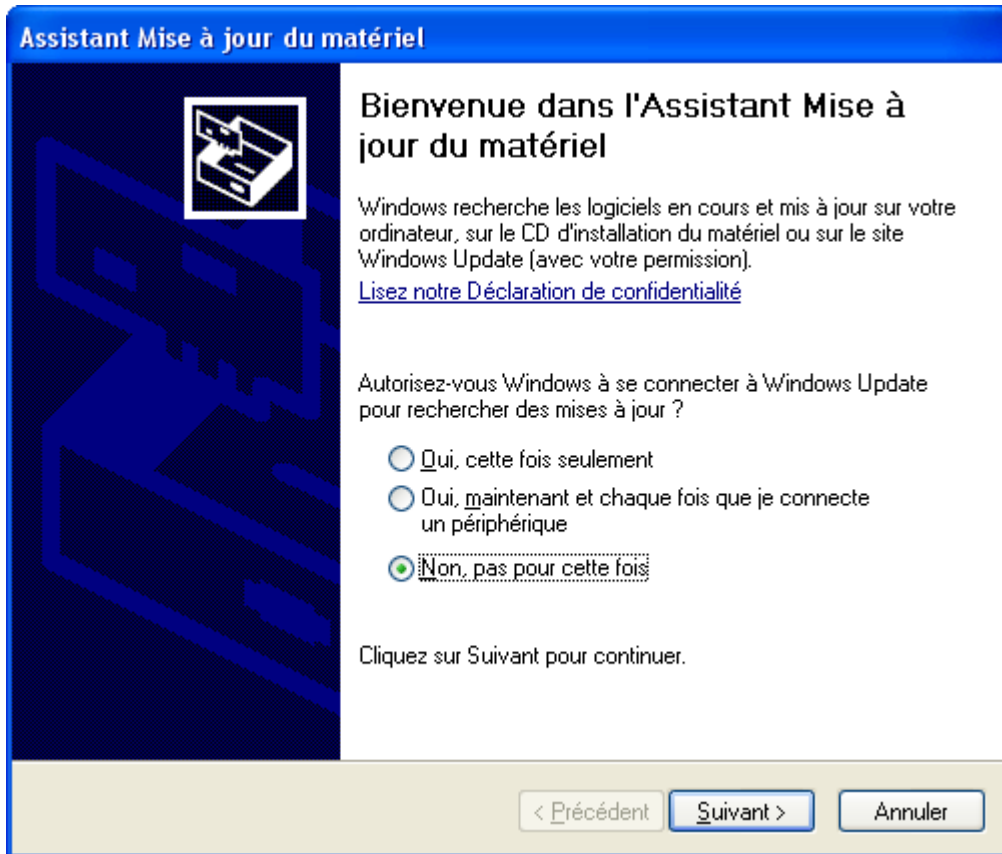 Assistant Mise à jour du matériel
Bienvenue dans l'Assistant Mise à
jour du matériel
Windows recherche les logiciels en cours et mis à jour sur votre
ordinateur, sur le CD d'installation du matériel ou sur le site
Windows Update (avec votre permission).
Lisez notre Déclaration de confidentialité
Autorisez-vous Windows à se connecter à Windows Update
pour rechercher des mises à jour ?
Oui, cette fois seulement
Oui, maintenant et chaque fois que je connecte
un périphérique
Non, pas pour cette fois
Cliquez sur Suivant pour continuer.
< Précédent
Suivant >
Annuler